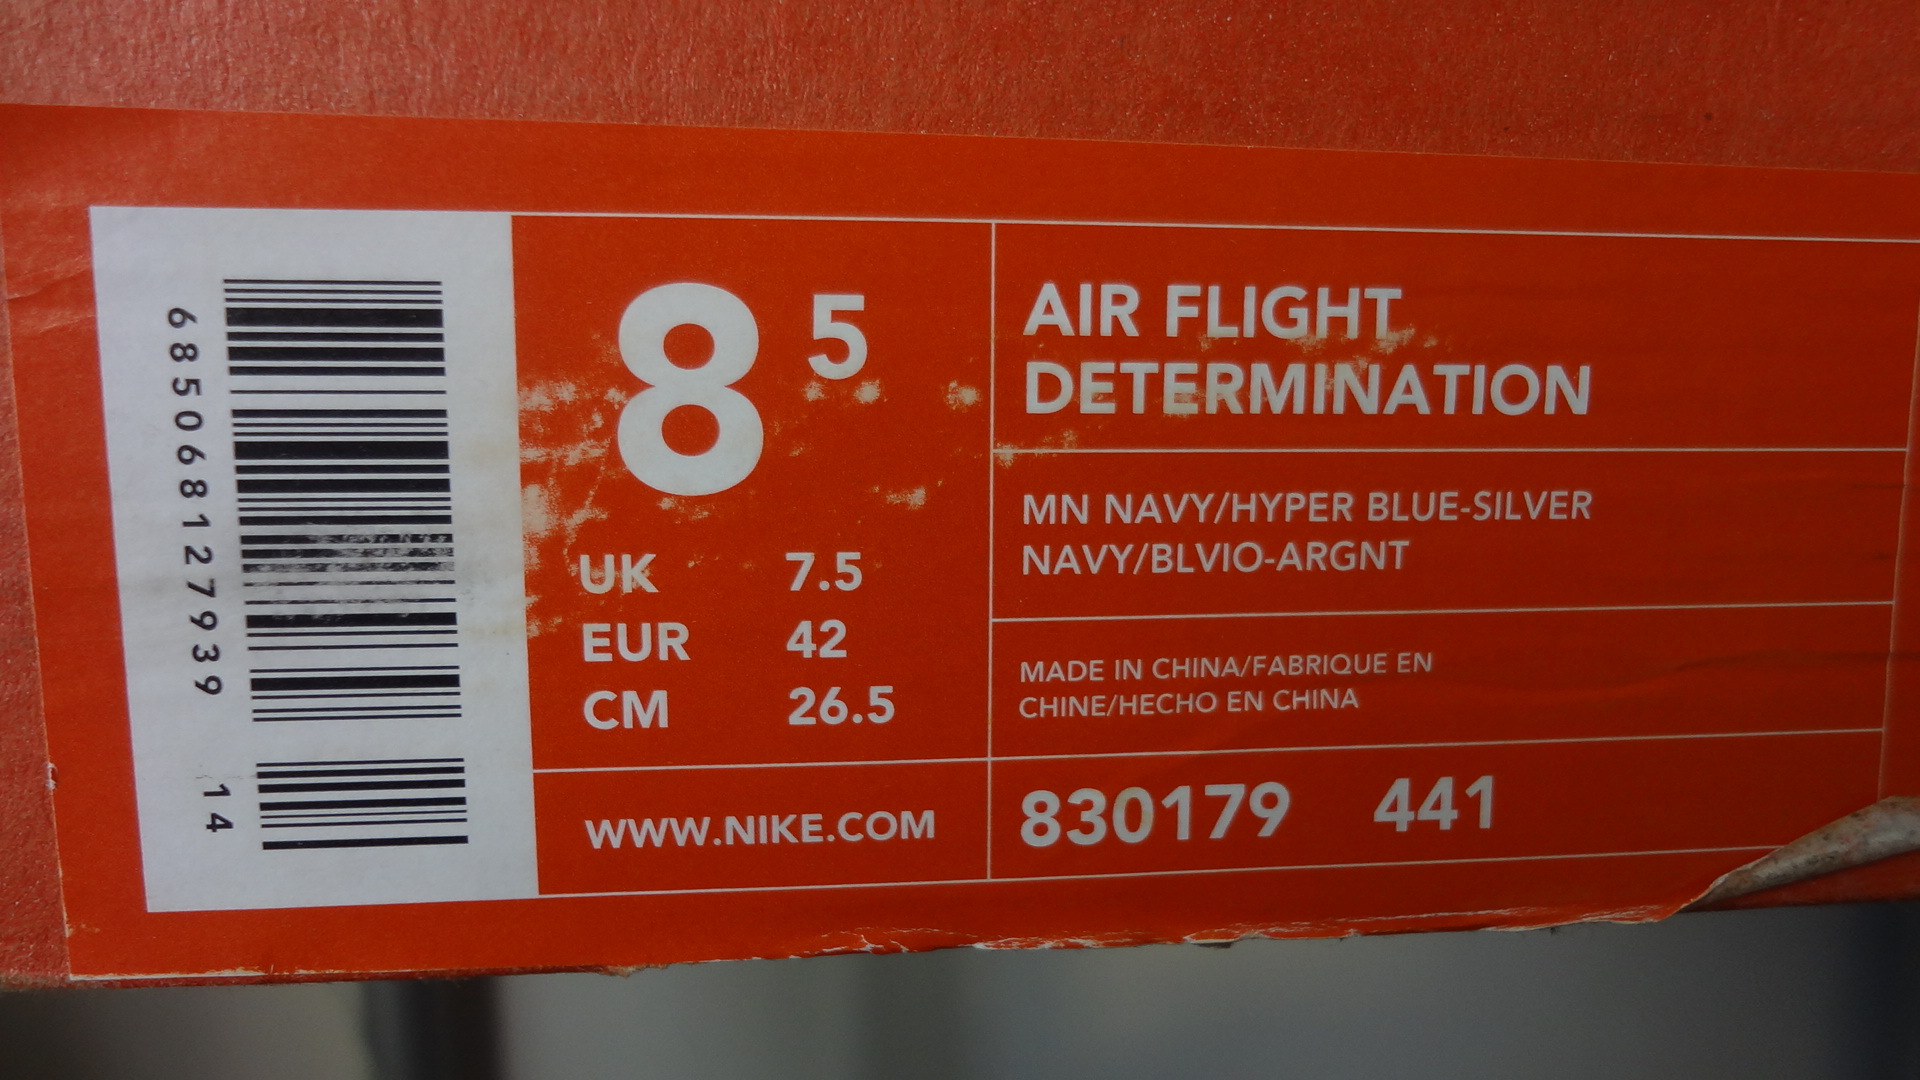 685068127939 14
8 5
UK 7.5
EUR 42
CM 26.5
WWW.NIKE.COM
AIR FLIGHT
DETERMINATION
MN NAVY/HYPER BLUE-SILVER
NAVY/BLVIO-ARGNT
MADE IN CHINA/FABRIQUE EN
CHINE/HECHO EN CHINA
830179 441